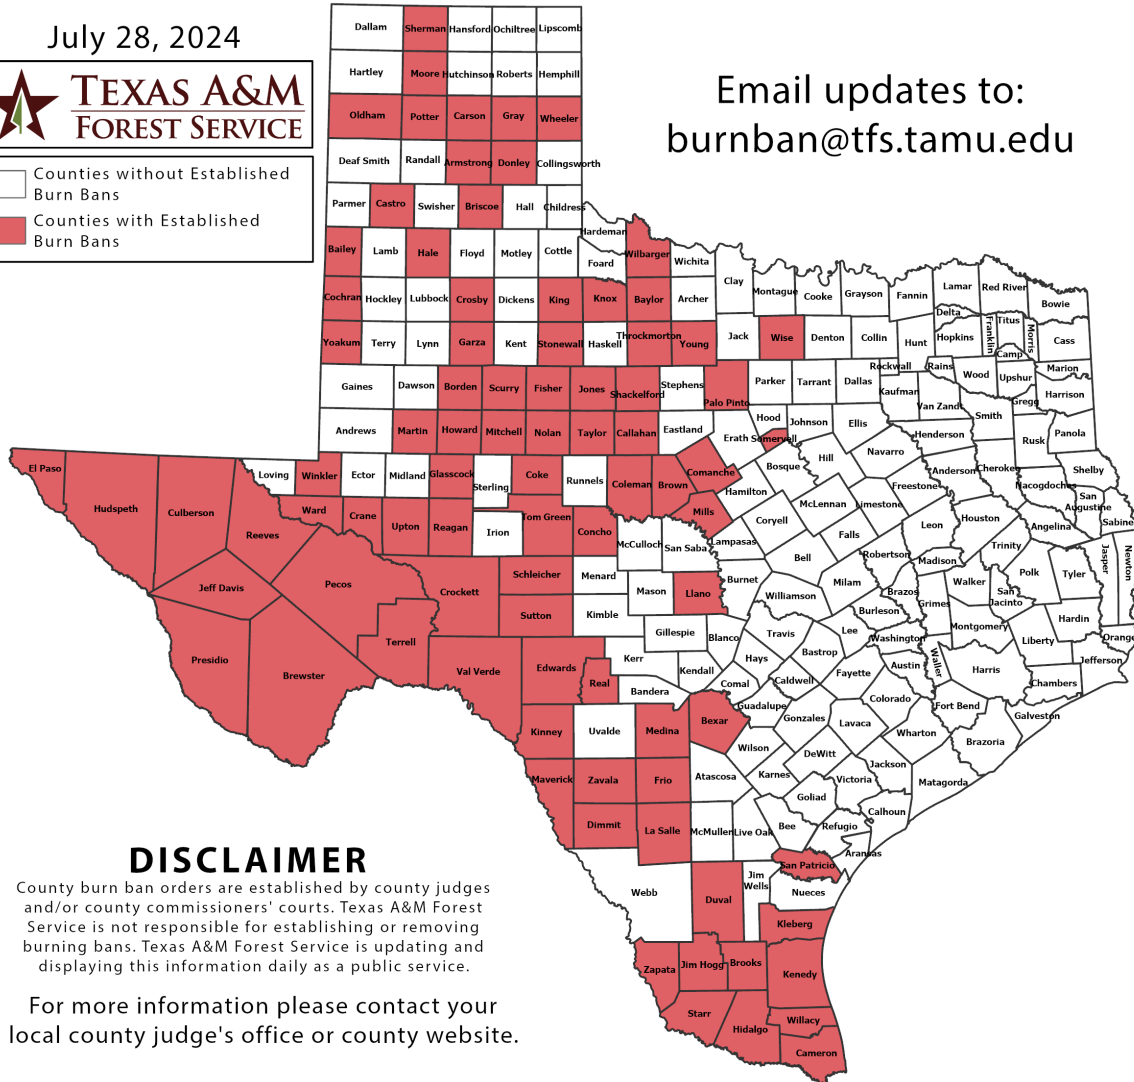 July 28, 2024
TEXAS A&M
FOREST SERVICE
Counties without Established
Burn Bans
Counties with Established
Burn Bans
Email updates to:
burnban@tfs.tamu.edu
Dallam Sherman Hansford Ochiltree Lipscomb
Hartley Moore Hutchinson Roberts Hemphill
Oldham Potter Carson Gray Wheeler
Deaf Smith Randall Armstrong Donley Collingsworth
Parmer Castro Swisher Briscoe Hall Childress
Hardeman
Bailey Lamb Hale Floyd Motley Cottle Foard Wilbarger Wichita
Clay Montague Cooke Grayson Fannin Lamar Red River Bowie
Cochran Hockley Lubbock Crosby Dickens King Knox Baylor Archer
Delta Franklin Titus Morris Cass
Yoakum Terry Lynn Garza Kent Stonewall Haskell Throckmorton Young Jack Wise Denton Collin Hunt Hopkins
Camp Marion
Rockwall Rains Wood Upshur
Gaines Dawson Borden Scurry Fisher Jones Shackelford Stephens Palo Pinto Parker Tarrant Dallas Kaufman Van Zandt Gregg Harrison
Smith
Andrews Martin Howard Mitchell Nolan Taylor Callahan Eastland Erath Hood Somervell Johnson Ellis Henderson Rusk Panola
El Paso Hudspeth Culberson Loving Winkler Ector Midland Glasscock Sterling Coke Runnels Coleman Brown Comanche Hamilton Bosque Hill Navarro Freestone Anderson Cherokee Nacogdoches Shelby
San
Augustine
Sabine
Reeves Ward Crane Upton Reagan Irion Tom Green Concho McCulloch San Saba Mills Lampasas Coryell McLennan Limestone Falls Leon Houston Angelina
Trinity
Jasper
Newton
Jeff Davis Pecos Crockett Schleicher Menard Mason Llano Burnet Bell Milam Robertson Madison Walker Polk Tyler
San
Jacinto
Sutton Kimble Williamson Burleson Brazos Grimes Montgomery Liberty Hardin Orange
Presidio Brewster Terrell Val Verde Edwards Real Kerr Gillespie Blanco Travis Lee Washington Waller Harris Jefferson
Kendall Hays Bastrop Fayette Austin Chambers
Bandera Comal Caldwell Colorado Fort Bend Galveston
Kinney Uvalde Medina Bexar Guadalupe Gonzales Lavaca Wharton Brazoria
Wilson DeWitt Jackson Matagorda
Maverick Zavala Frio Atascosa Karnes Victoria
Goliad Calhoun
Dimmit La Salle McMullen Live Oak Bee Refugio
Aransas
San Patricio
Webb Duval
Jim
Wells
Nueces
Kleberg
Zapata Jim Hogg Brooks Kenedy
Starr Hidalgo Willacy
Cameron
DISCLAIMER
County burn ban orders are established by county judges
and/or county commissioners' courts. Texas A&M Forest
Service is not responsible for establishing or removing
burning bans. Texas A&M Forest Service is updating and
displaying this information daily as a public service.
For more information please contact your
local county judge's office or county website.